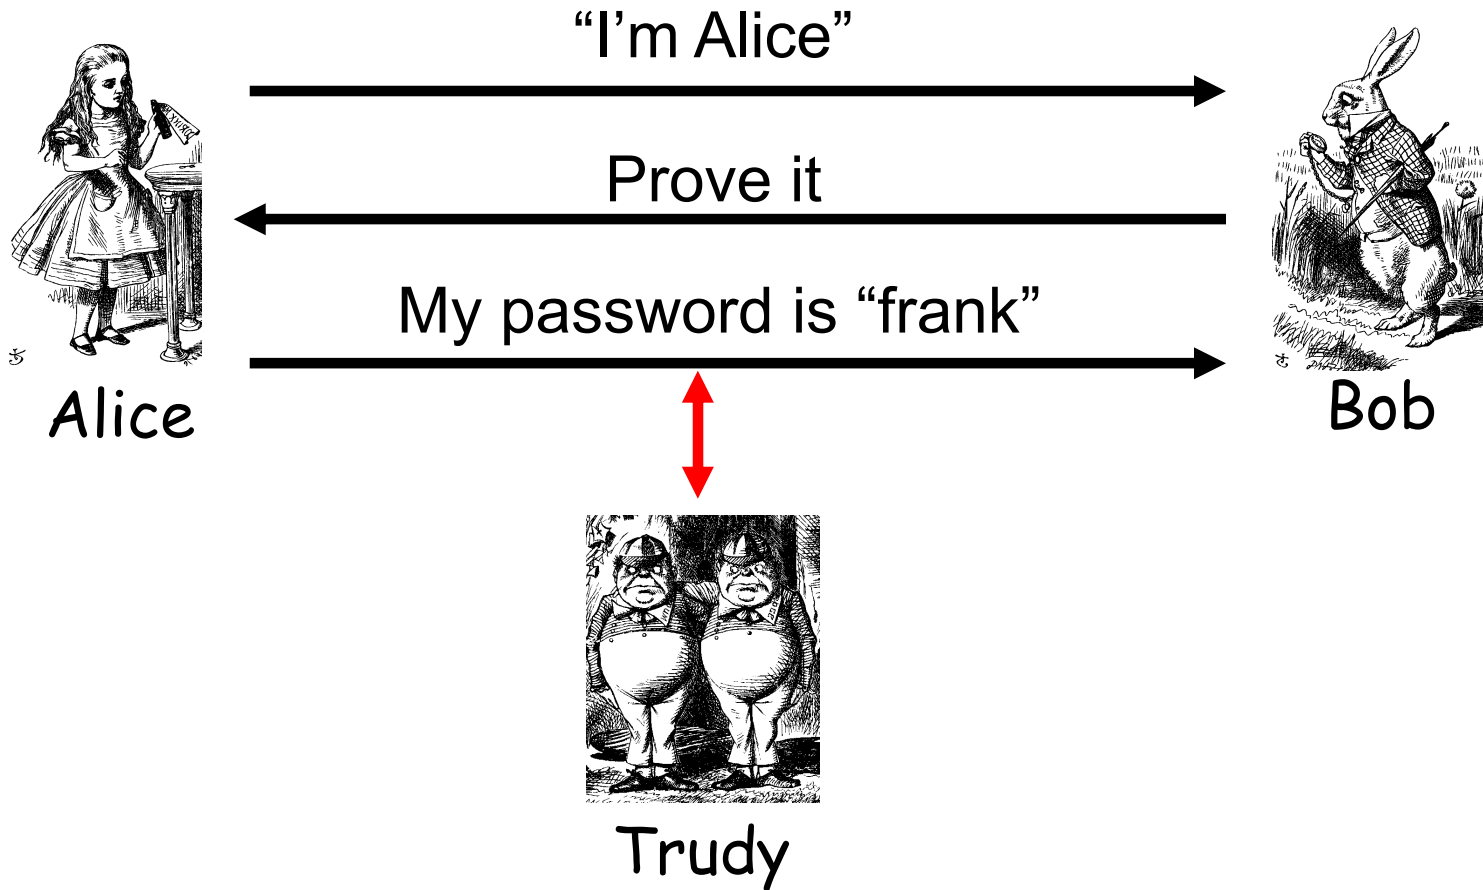 “I’m Alice”
Prove it
My password is “frank”
Alice
Bob
Trudy